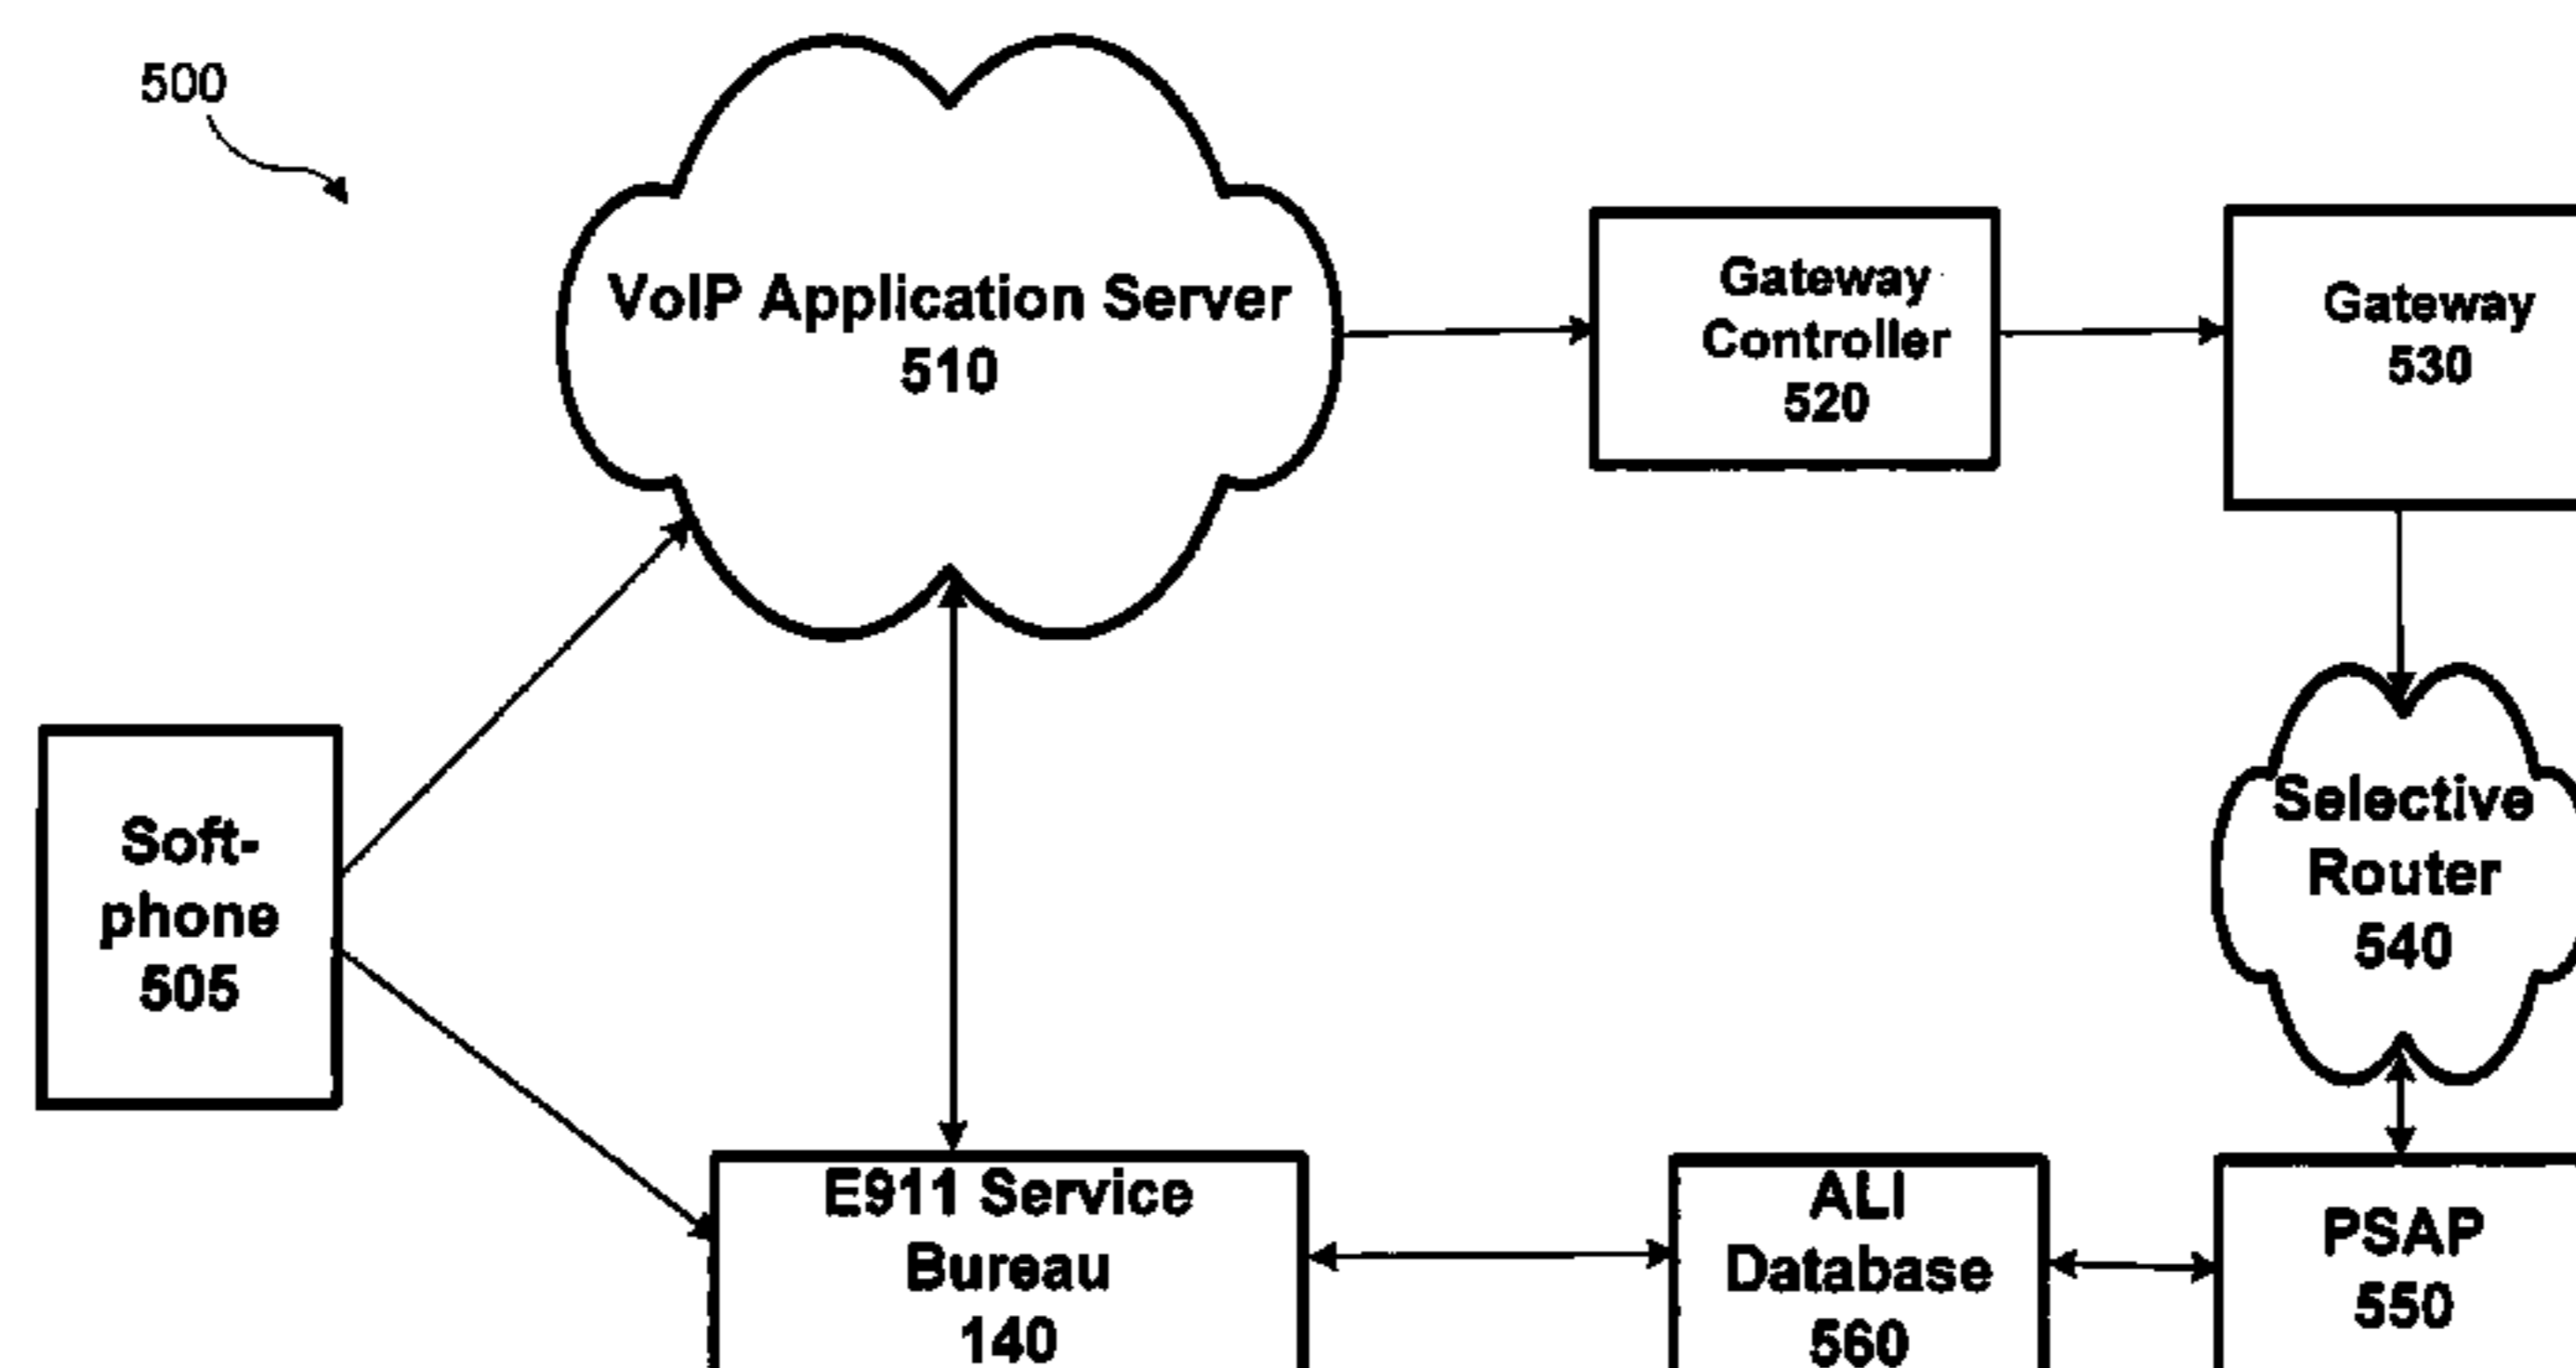 500
VoIP Application Server
510
Gateway
Controller
520
Gateway
530
Soft-
phone
505
Selective
Router
540
E911 Service
Bureau
140
ALI
Database
560
PSAP
550